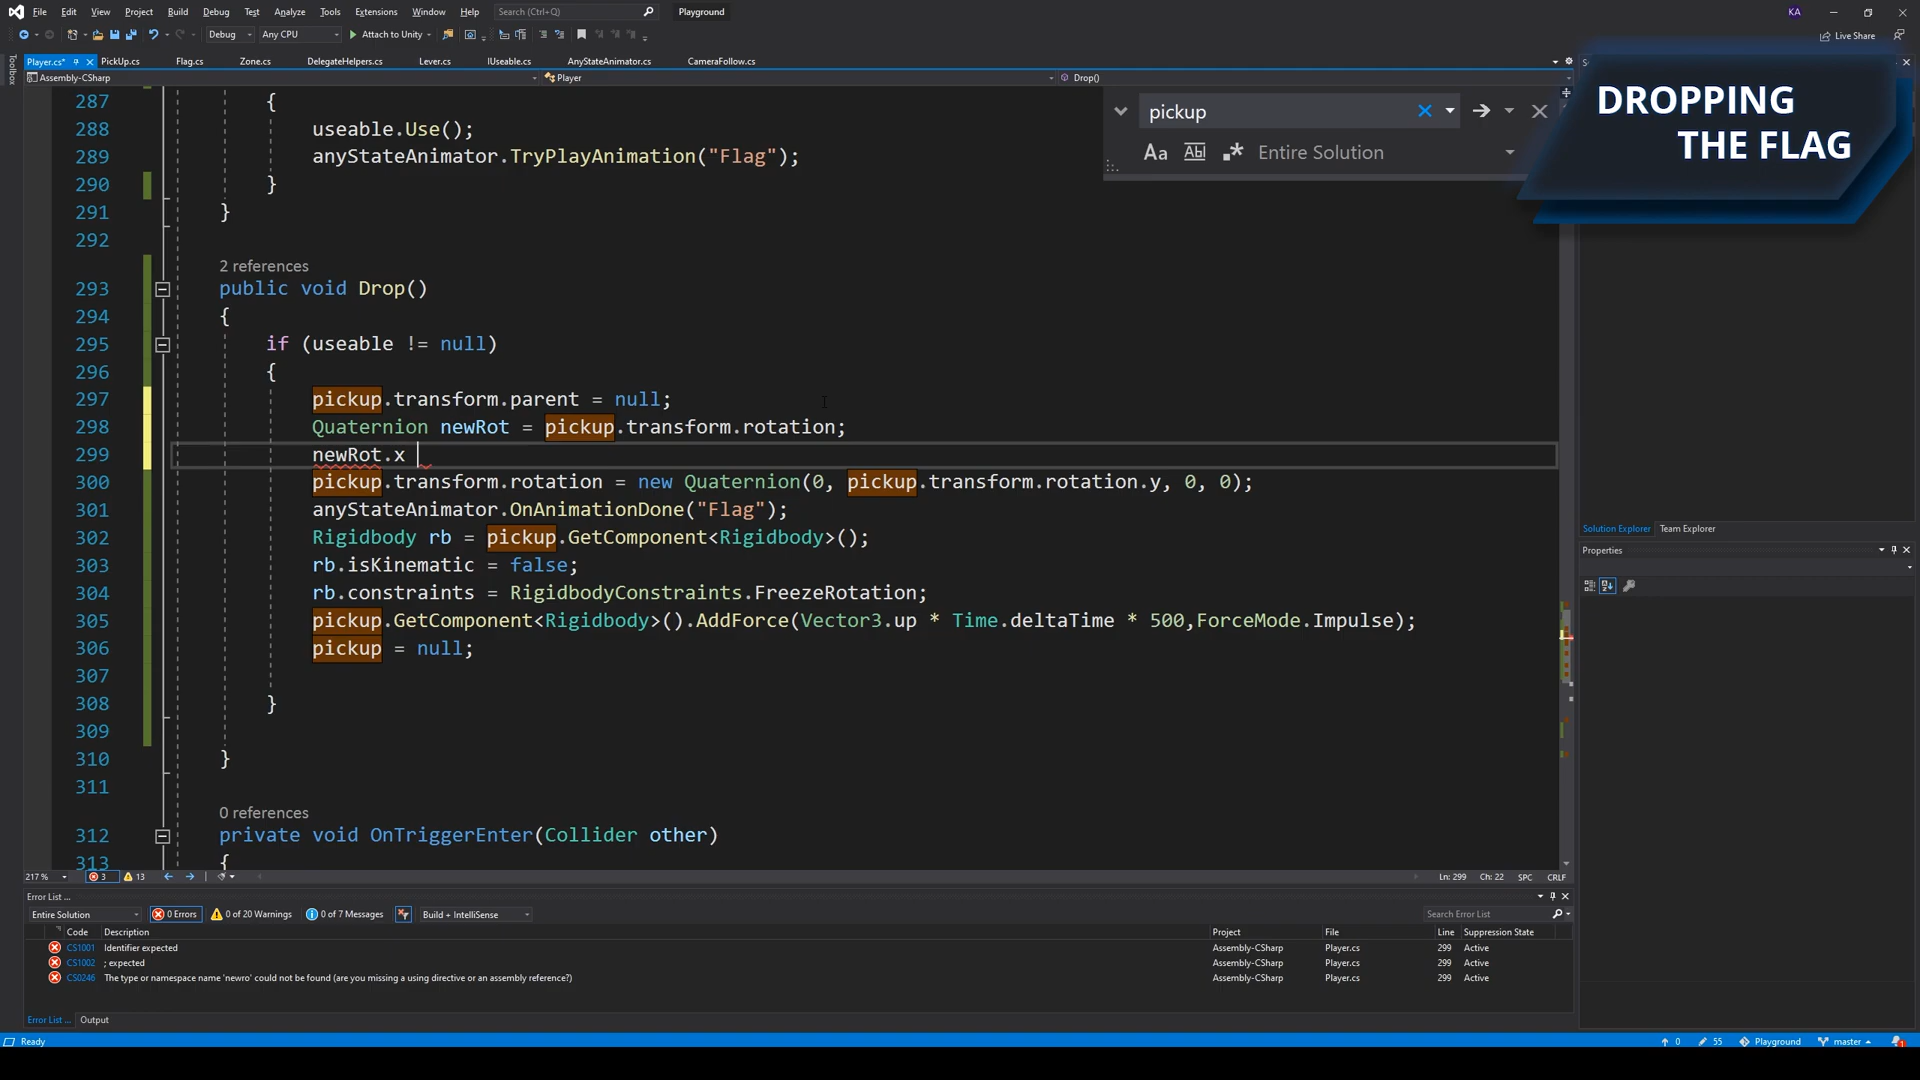 File Edit View Project Build Debug Test Analyze Tools Extensions Window Help Search (Ctrl+Q) Playground KA
Debug Any CPU Attach to Unity Live Share
Toolbox
Player.cs* PickUp.cs Flag.cs Zone.cs DelegateHelpers.cs Lever.cs IUseable.cs AnyStateAnimator.cs CameraFollow.cs
Assembly-CSharp Player Drop()
DROPPING
THE FLAG
pickup
Aa Abl Entire Solution
287 {
288 useable.Use();
289 anyStateAnimator.TryPlayAnimation("Flag");
290 }
291 }
292
2 references
293 public void Drop()
294 {
295 if (useable != null)
296 {
297 pickup.transform.parent = null;
298 Quaternion newRot = pickup.transform.rotation;
299 newRot.x
300 pickup.transform.rotation = new Quaternion(0, pickup.transform.rotation.y, 0, 0);
301 anyStateAnimator.OnAnimationDone("Flag");
302 Rigidbody rb = pickup.GetComponent<Rigidbody>();
303 rb.isKinematic = false;
304 rb.constraints = RigidbodyConstraints.FreezeRotation;
305 pickup.GetComponent<Rigidbody>().AddForce(Vector3.up * Time.deltaTime * 500,ForceMode.Impulse);
306 pickup = null;
307
308 }
309
310 }
311
0 references
312 private void OnTriggerEnter(Collider other)
313 {
217 % 3 13 Ln: 299 Ch: 22 SPC CRLF
Solution Explorer Team Explorer
Properties
Error List ...
Entire Solution 0 Errors 0 of 20 Warnings 0 of 7 Messages Build + IntelliSense Search Error List
Code Description Project File Line Suppression State
CS1001 Identifier expected Assembly-CSharp Player.cs 299 Active
CS1002 ; expected Assembly-CSharp Player.cs 299 Active
CS0246 The type or namespace name 'newro' could not be found (are you missing a using directive or an assembly reference?) Assembly-CSharp Player.cs 299 Active
Error List ... Output
Ready 0 55 Playground master 1